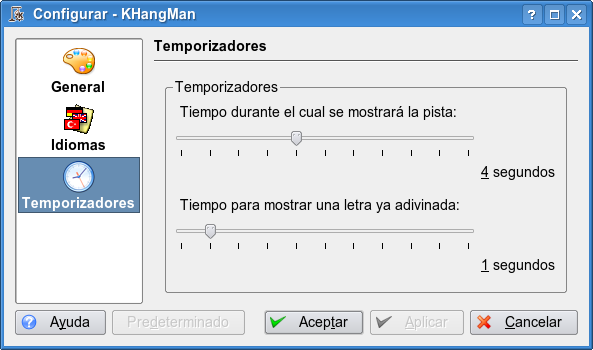 Configurar - KHangMan
General
Idiomas
Temporizadores
Temporizadores
Temporizadores
Tiempo durante el cual se mostrará la pista:
4 segundos
Tiempo para mostrar una letra ya adivinada:
1 segundos
Ayuda
Predeterminado
Aceptar
Aplicar
Cancelar